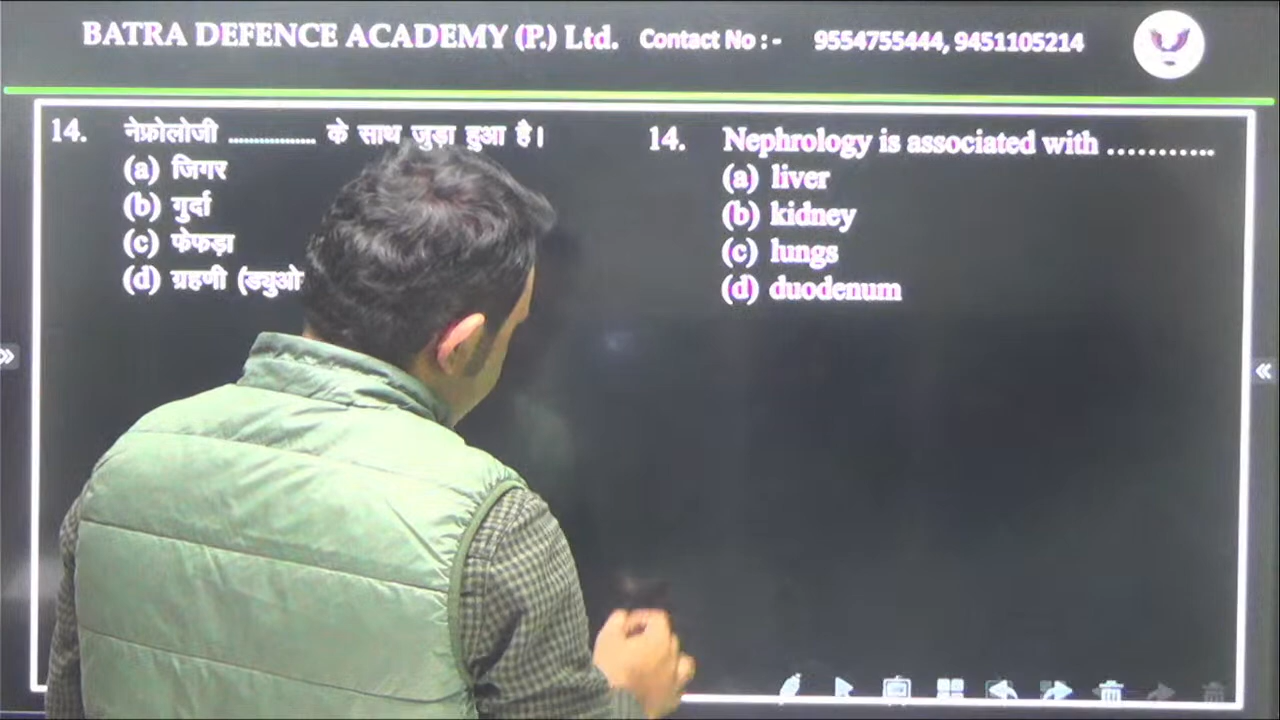 BATRA DEFENCE ACADEMY (P.) Ltd. Contact No : - 9554755444, 9451105214
14. नेफ्रोलोजी ............... के साथ जुड़ा हुआ है।
(a) जिगर
(b) गुर्दा
(c) फेफड़ा
(d) ग्रहणी
14. Nephrology is associated with ...........
(a) liver
(b) kidney
(c) lungs
(d) duodenum